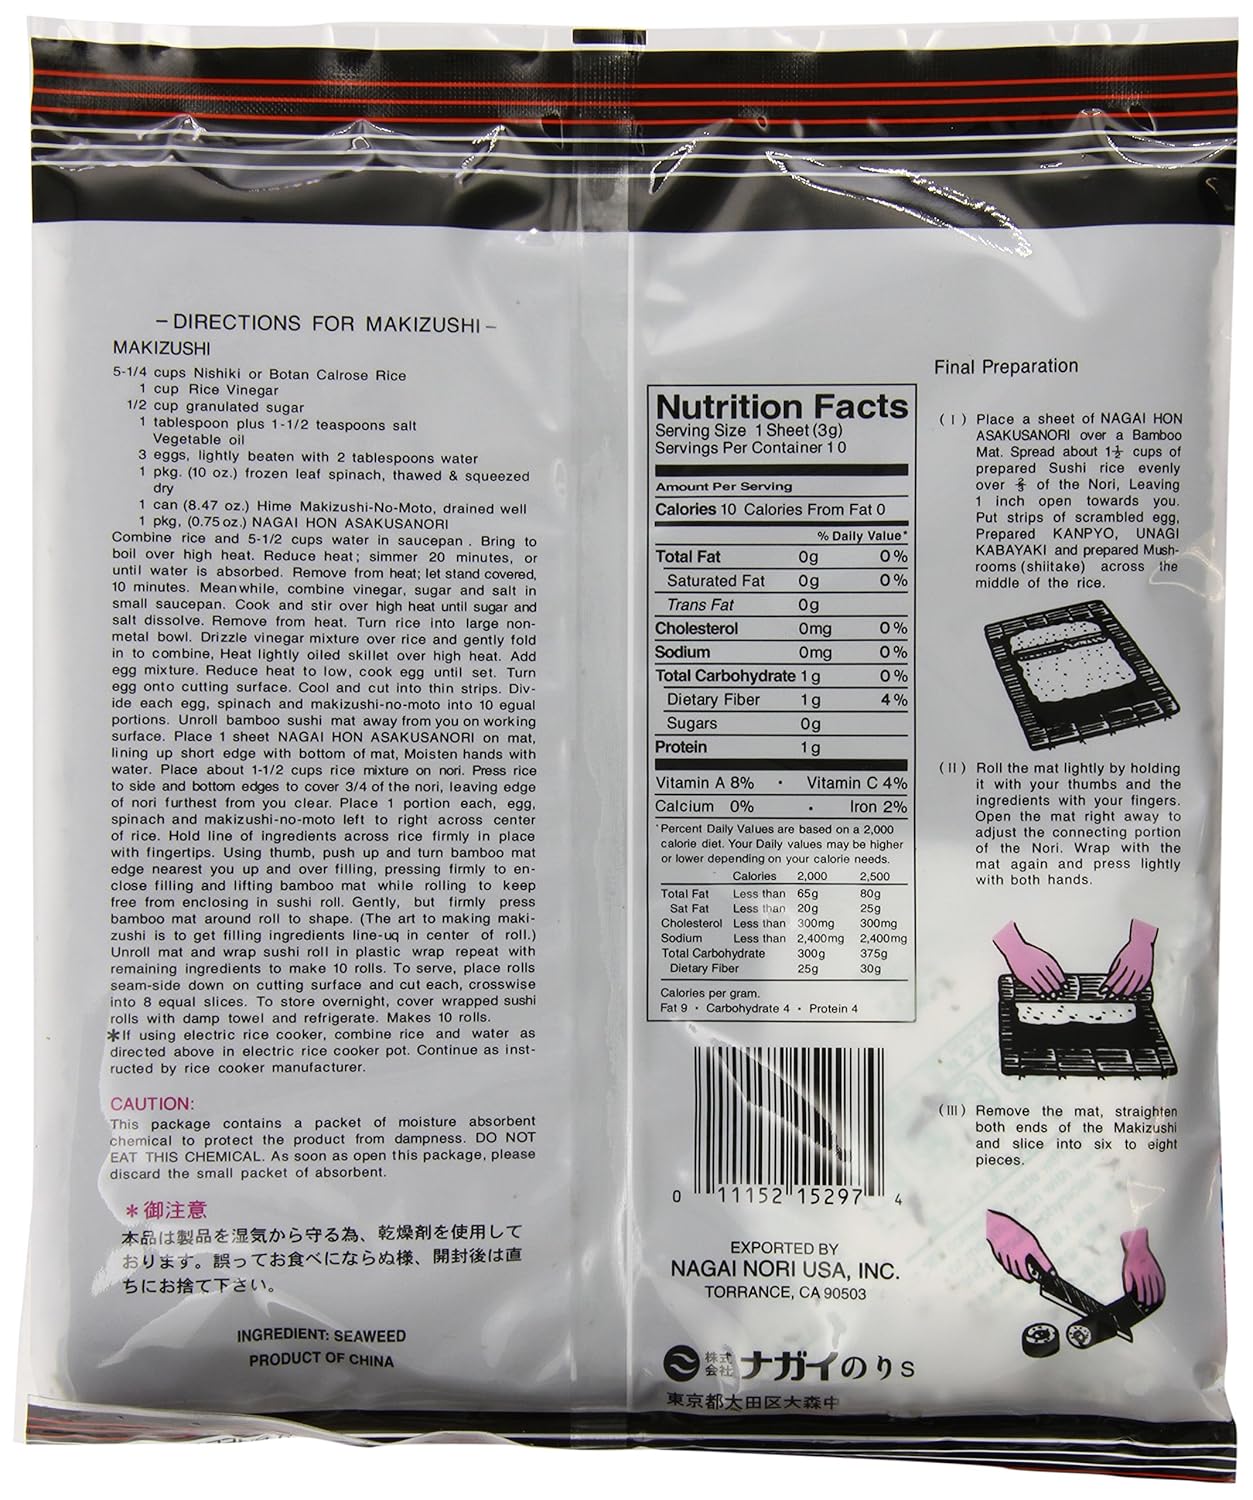 – DIRECTIONS FOR MAKIZUSHI –
MAKIZUSHI
5-1/4 cups Nishiki or Botan Calrose Rice
1 cup Rice Vinegar
1/2 cup granulated sugar
1 tablespoon plus 1-1/2 teaspoons salt
Vegetable oil
3 eggs, lightly beaten with 2 tablespoons water
1 pkg. (10 oz.) frozen leaf spinach, thawed & squeezed
dry
1 can (8.47 oz.) Hime Makizushi-No-Moto, drained well
1 pkg, (0.75 oz.) NAGAI HON ASAKUSANORI
Combine rice and 5-1/2 cups water in saucepan . Bring to
boil over high heat. Reduce heat; simmer 20 minutes, or
until water is absorbed. Remove from heat; let stand covered,
10 minutes. Meanwhile, combine vinegar, sugar and salt in
small saucepan. Cook and stir over high heat until sugar and
salt dissolve. Remove from heat. Turn rice into large non-
metal bowl. Drizzle vinegar mixture over rice and gently fold
in to combine, Heat lightly oiled skillet over high heat. Add
egg mixture. Reduce heat to low, cook egg until set. Turn
egg onto cutting surface. Cool and cut into thin strips. Div-
ide each egg, spinach and makizushi-no-moto into 10 egual
portions. Unroll bamboo sushi mat away from you on working
surface. Place 1 sheet NAGAI HON ASAKUSANORI on mat,
lining up short edge with bottom of mat, Moisten hands with
water. Place about 1-1/2 cups rice mixture on nori. Press rice
to side and bottom edges to cover 3/4 of the nori, leaving edge
of nori furthest from you clear. Place 1 portion each, egg,
spinach and makizushi-no-moto left to right across center
of rice. Hold line of ingredients across rice firmly in place
with fingertips. Using thumb, push up and turn bamboo mat
edge nearest you up and over filling, pressing firmly to en-
close filling and lifting bamboo mat while rolling to keep
free from enclosing in sushi roll. Gently, but firmly press
bamboo mat around roll to shape. (The art to making maki-
zushi is to get filling ingredients line-uq in center of roll.)
Unroll mat and wrap sushi roll in plastic wrap repeat with
remaining ingredients to make 10 rolls. To serve, place rolls
seam-side down on cutting surface and cut each, crosswise
into 8 equal slices. To store overnight, cover wrapped sushi
rolls with damp towel and refrigerate. Makes 10 rolls.
＊If using electric rice cooker, combine rice and water as
directed above in electric rice cooker pot. Continue as inst-
ructed by rice cooker manufacturer.
CAUTION:
This package contains a packet of moisture absorbent
chemical to protect the product from dampness. DO NOT
EAT THIS CHEMICAL. As soon as open this package, please
discard the small packet of absorbent.
＊御注意
本品は製品を湿気から守る為、乾燥剤を使用して
おります。誤ってお食べにならぬ様、開封後は直
ちにお捨て下さい。
INGREDIENT: SEAWEED
PRODUCT OF CHINA
Nutrition Facts
Serving Size 1 Sheet (3g)
Servings Per Container 10
Amount Per Serving
Calories 10 Calories From Fat 0
% Daily Value*
Total Fat 0g 0%
Saturated Fat 0g 0%
Trans Fat 0g
Cholesterol 0mg 0%
Sodium 0mg 0%
Total Carbohydrate 1g 0%
Dietary Fiber 1g 4%
Sugars 0g
Protein 1g
Vitamin A 8% · Vitamin C 4%
Calcium 0% · Iron 2%
*Percent Daily Values are based on a 2,000
calorie diet. Your Daily values may be higher
or lower depending on your calorie needs.
Calories 2,000 2,500
Total Fat Less than 65g 80g
Sat Fat Less than 20g 25g
Cholesterol Less than 300mg 300mg
Sodium Less than 2,400mg 2,400mg
Total Carbohydrate 300g 375g
Dietary Fiber 25g 30g
Calories per gram.
Fat 9 · Carbohydrate 4 · Protein 4
0 11152 15297 4
EXPORTED BY
NAGAI NORI USA, INC.
TORRANCE, CA 90503
株式会社 ナガイのり S
東京都大田区大森中
Final Preparation
(I) Place a sheet of NAGAI HON
ASAKUSANORI over a Bamboo
Mat. Spread about 1½ cups of
prepared Sushi rice evenly
over ⅔ of the Nori, Leaving
1 inch open towards you.
Put strips of scrambled egg,
Prepared KANPYO, UNAGI
KABAYAKI and prepared Mush-
rooms (shiitake) across the
middle of the rice.
(II) Roll the mat lightly by holding
it with your thumbs and the
ingredients with your fingers.
Open the mat right away to
adjust the connecting portion
of the Nori. Wrap with the
mat again and press lightly
with both hands.
(III) Remove the mat, straighten
both ends of the Makizushi
and slice into six to eight
pieces.